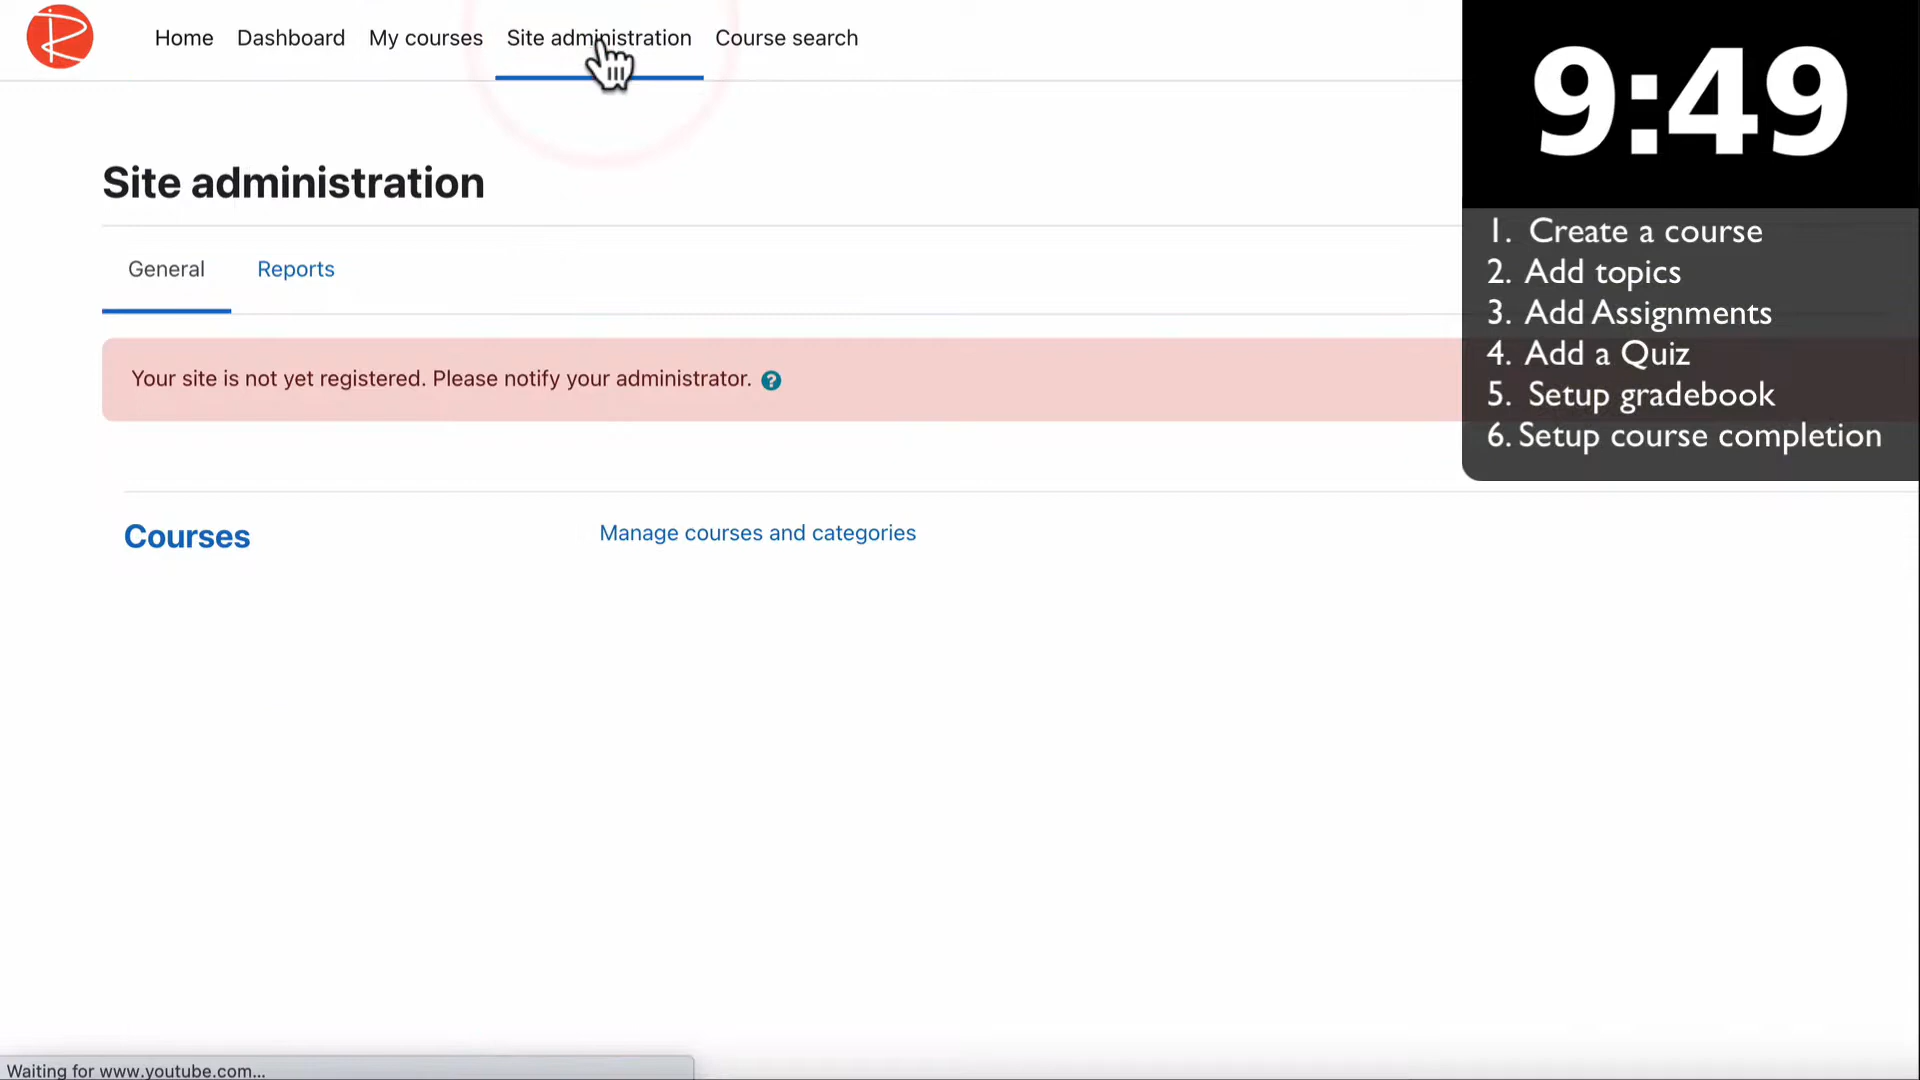 Home Dashboard My courses Site administration Course search
9:49
Site administration
General Reports
1. Create a course
2. Add topics
3. Add Assignments
4. Add a Quiz
5. Setup gradebook
6. Setup course completion
Your site is not yet registered. Please notify your administrator. ?
Courses Manage courses and categories
Waiting for www.youtube.com...